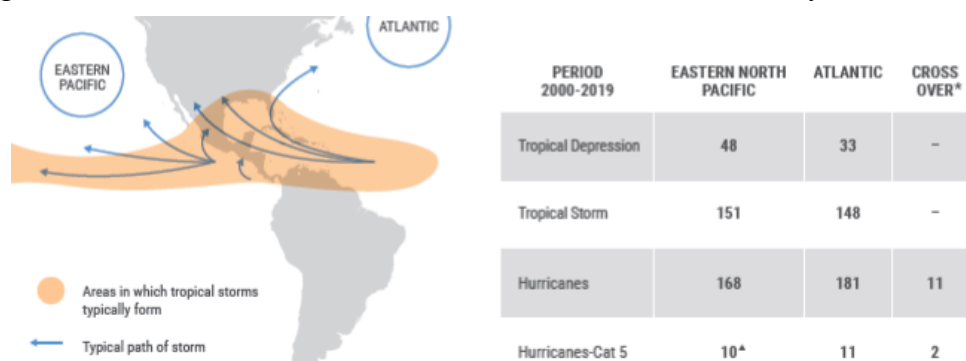 ATLANTIC
EASTERN
PACIFIC
Areas in which tropical storms
typically form
Typical path of storm
PERIOD
2000-2019
EASTERN NORTH
PACIFIC
ATLANTIC
CROSS
OVER*
Tropical Depression 48 33 –
Tropical Storm 151 148 –
Hurricanes 168 181 11
Hurricanes-Cat 5 10▲ 11 2